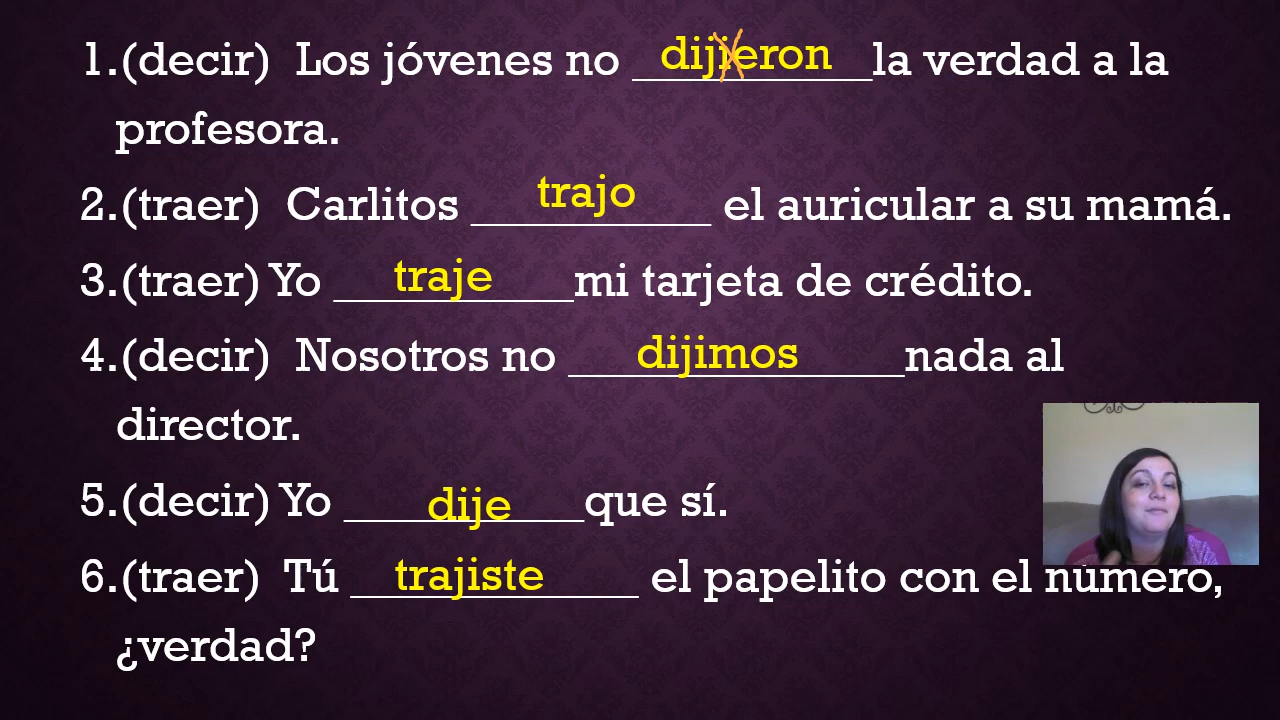 1.(decir) Los jóvenes no dijieron la verdad a la
profesora.
2.(traer) Carlitos trajo el auricular a su mamá.
3.(traer) Yo traje mi tarjeta de crédito.
4.(decir) Nosotros no dijimos nada al
director.
5.(decir) Yo dije que sí.
6.(traer) Tú trajiste el papelito con el número,
¿verdad?